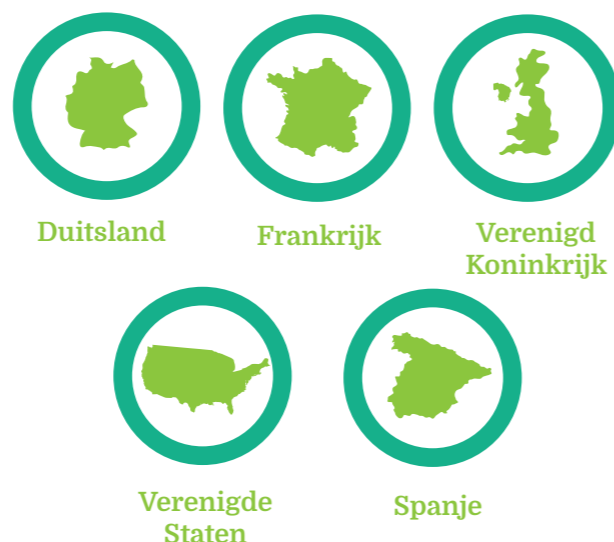 Duitsland
Frankrijk
Verenigd
Koninkrijk
Verenigde
Staten
Spanje